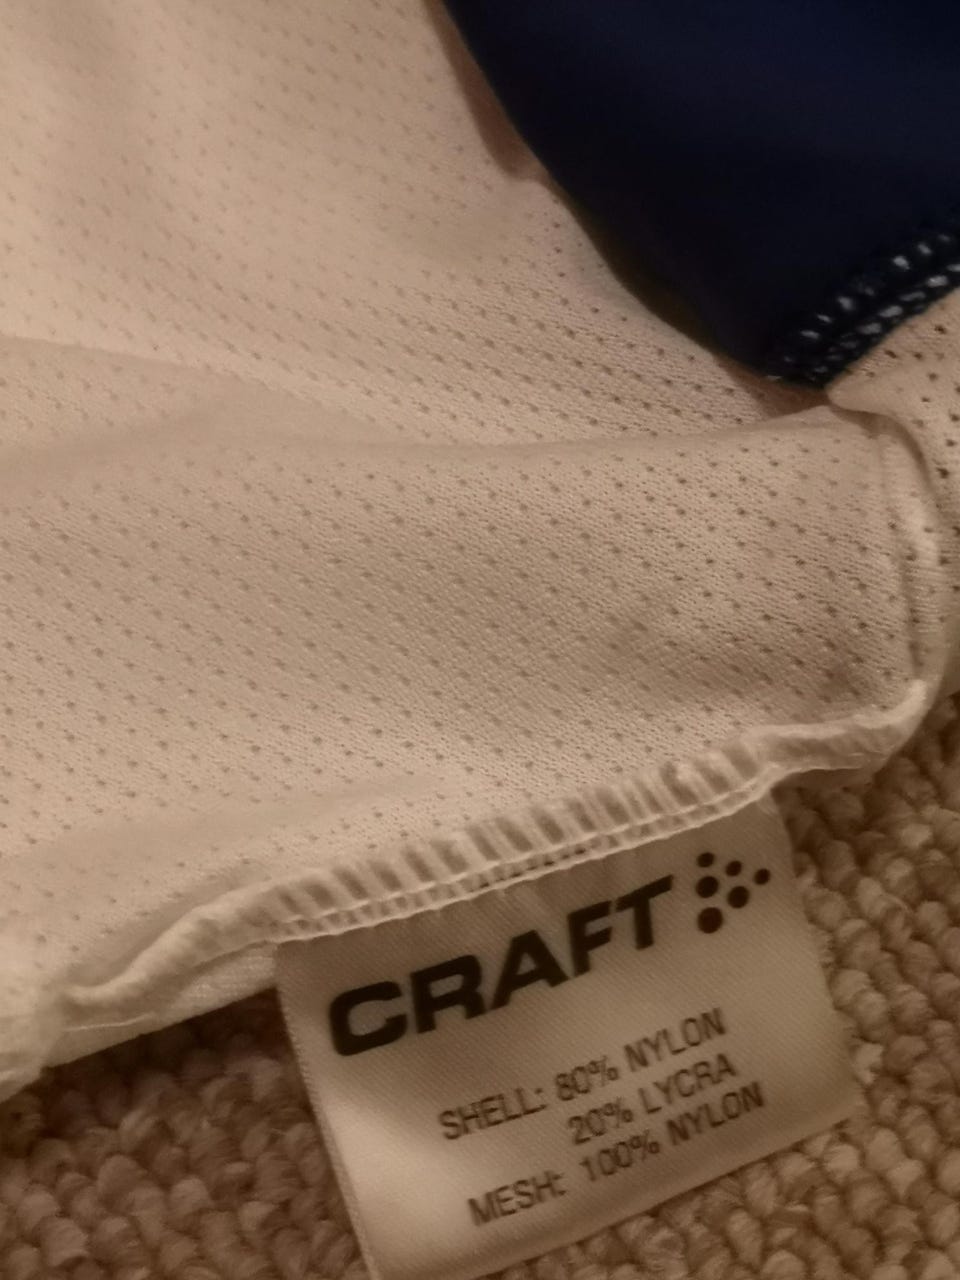 CRAFT
SHELL: 80% NYLON
20% LYCRA
MESH: 100% NYLON